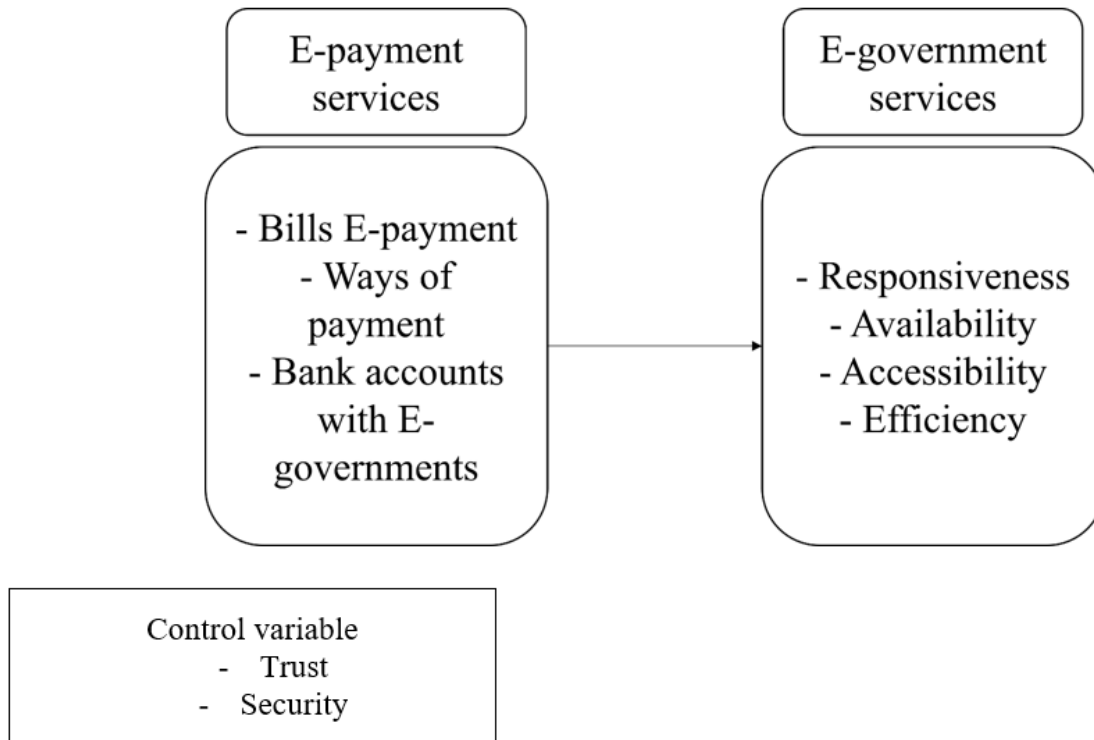 E-payment
services
E-government
services
- Bills E-payment
- Ways of
payment
- Bank accounts
with E-
governments
- Responsiveness
- Availability
- Accessibility
- Efficiency
Control variable
- Trust
- Security